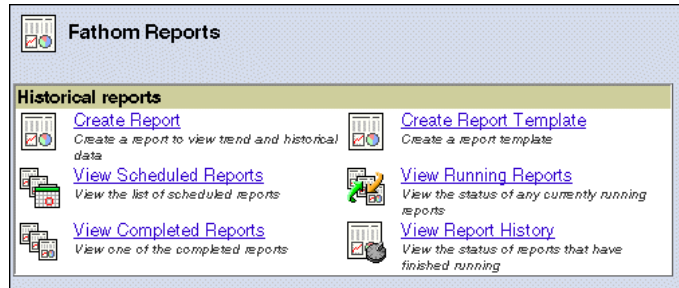 Fathom Reports
Historical reports
Create Report
Create a report to view trend and historical
data
Create Report Template
Create a report template
View Scheduled Reports
View the list of scheduled reports
View Running Reports
View the status of any currently running
reports
View Completed Reports
View one of the completed reports
View Report History
View the status of reports that have
finished running